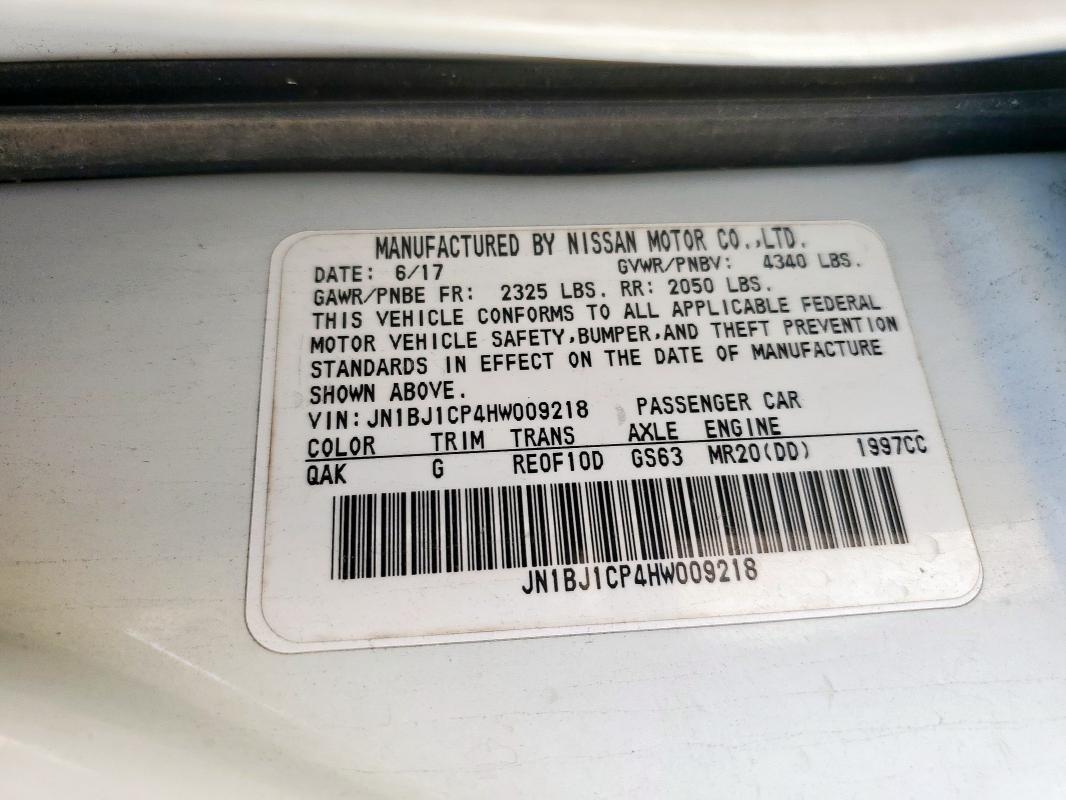 MANUFACTURED BY NISSAN MOTOR CO.,LTD.
DATE: 6/17 GVWR/PNBV: 4340 LBS.
GAWR/PNBE FR: 2325 LBS. RR: 2050 LBS.
THIS VEHICLE CONFORMS TO ALL APPLICABLE FEDERAL
MOTOR VEHICLE SAFETY,BUMPER,AND THEFT PREVENTION
STANDARDS IN EFFECT ON THE DATE OF MANUFACTURE
SHOWN ABOVE.
VIN: JN1BJ1CP4HW009218 PASSENGER CAR
COLOR TRIM TRANS AXLE ENGINE
QAK G RE0F10D GS63 MR20(DD) 1997CC
JN1BJ1CP4HW009218